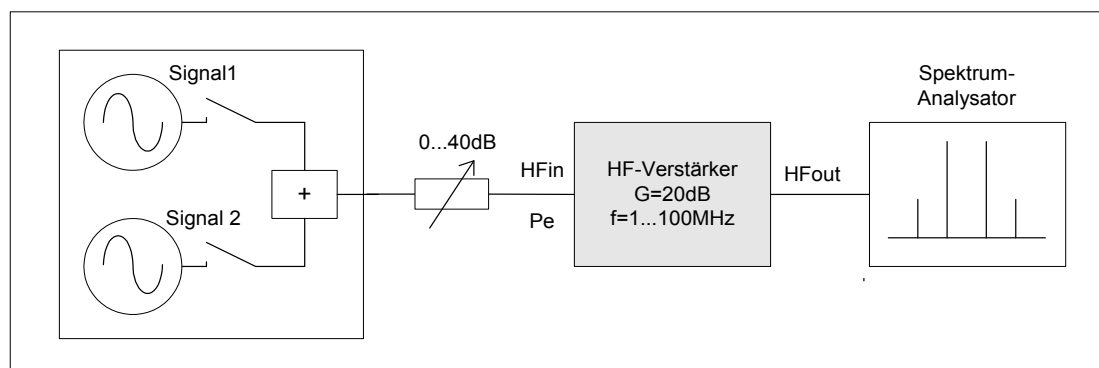 Signal1
Signal 2
+
0...40dB
HFin
Pe
HF-Verstärker
G=20dB
f=1...100MHz
HFout
Spektrum-
Analysator